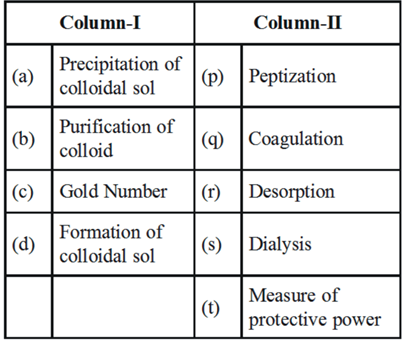 Column-I Column-II
(a) Precipitation of colloidal sol (p) Peptization
(b) Purification of colloid (q) Coagulation
(c) Gold Number (r) Desorption
(d) Formation of colloidal sol (s) Dialysis
(t) Measure of protective power